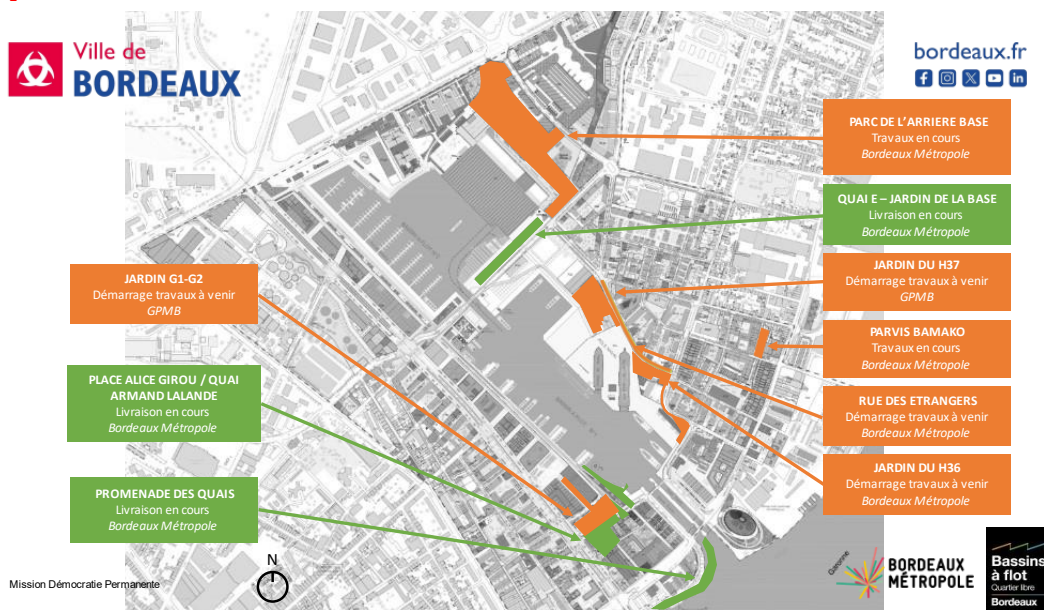 Ville de
BORDEAUX
bordeaux.fr
PARC DE L'ARRIERE BASE
Travaux en cours
Bordeaux Métropole
QUAI E – JARDIN DE LA BASE
Livraison en cours
Bordeaux Métropole
JARDIN G1-G2
Démarrage travaux à venir
GPMB
JARDIN DU H37
Démarrage travaux à venir
GPMB
PARVIS BAMAKO
Travaux en cours
Bordeaux Métropole
PLACE ALICE GIROU / QUAI
ARMAND LALANDE
Livraison en cours
Bordeaux Métropole
RUE DES ETRANGERS
Démarrage travaux à venir
Bordeaux Métropole
JARDIN DU H36
Démarrage travaux à venir
Bordeaux Métropole
PROMENADE DES QUAIS
Livraison en cours
Bordeaux Métropole
N
Garonne
Mission Démocratie Permanente
BORDEAUX
MÉTROPOLE
Bassins
à flot
Quartier libre
Bordeaux